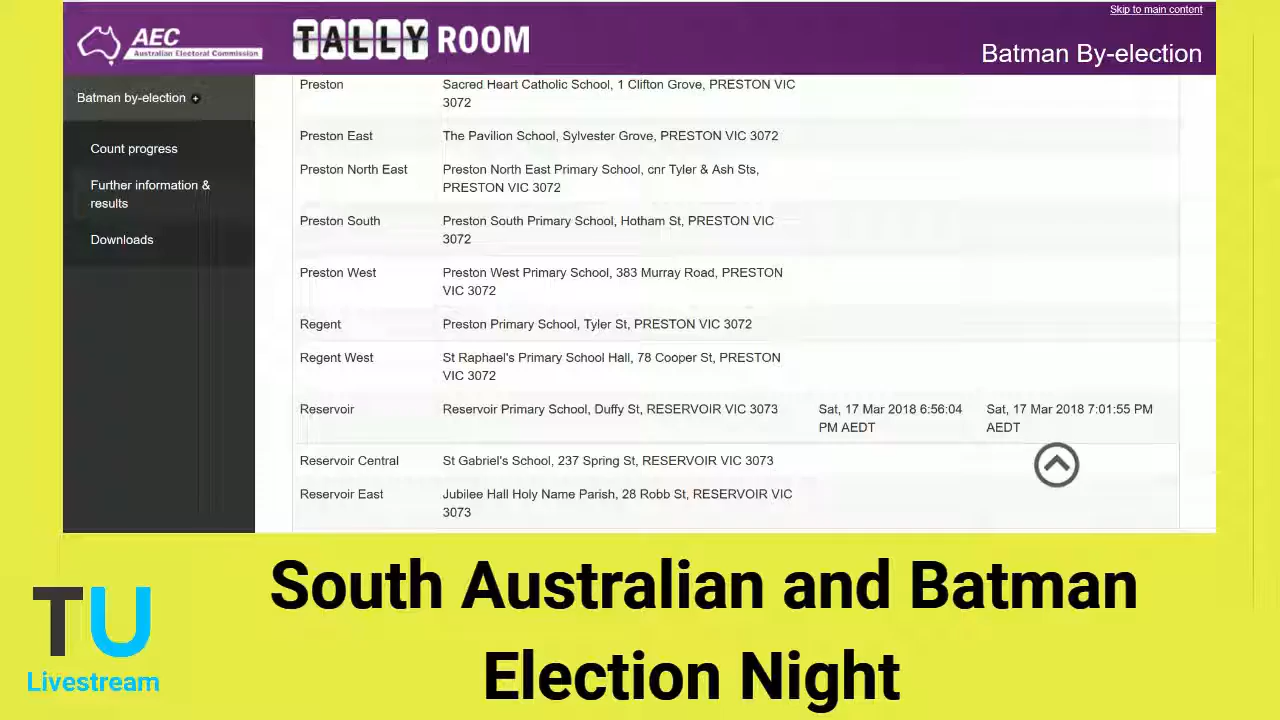 Skip to main content
AEC
Australian Electoral Commission
TALLY ROOM
Batman By-election
Batman by-election
Count progress
Further information &
results
Downloads
Preston
Sacred Heart Catholic School, 1 Clifton Grove, PRESTON VIC
3072
Preston East
The Pavilion School, Sylvester Grove, PRESTON VIC 3072
Preston North East
Preston North East Primary School, cnr Tyler & Ash Sts,
PRESTON VIC 3072
Preston South
Preston South Primary School, Hotham St, PRESTON VIC
3072
Preston West
Preston West Primary School, 383 Murray Road, PRESTON
VIC 3072
Regent
Preston Primary School, Tyler St, PRESTON VIC 3072
Regent West
St Raphael's Primary School Hall, 78 Cooper St, PRESTON
VIC 3072
Reservoir
Reservoir Primary School, Duffy St, RESERVOIR VIC 3073
Sat, 17 Mar 2018 6:56:04
PM AEDT
Sat, 17 Mar 2018 7:01:55 PM
AEDT
Reservoir Central
St Gabriel's School, 237 Spring St, RESERVOIR VIC 3073
Reservoir East
Jubilee Hall Holy Name Parish, 28 Robb St, RESERVOIR VIC
3073
TU
Livestream
South Australian and Batman
Election Night